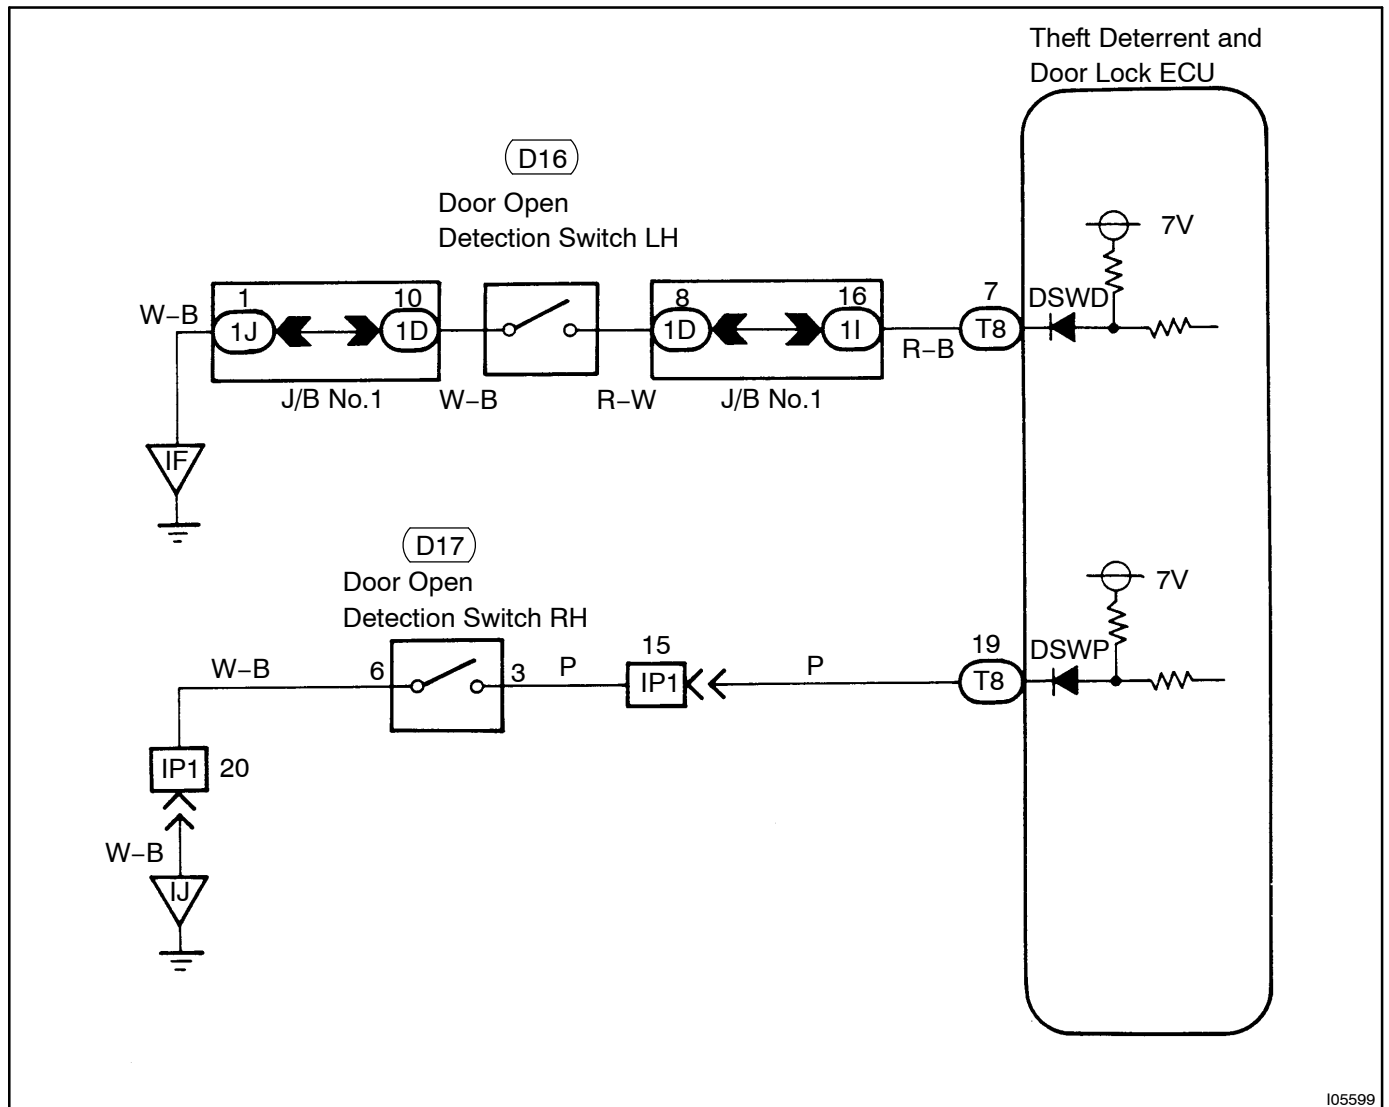 Theft Deterrent and
Door Lock ECU
D16
Door Open
Detection Switch LH
7V
W–B
1
1J
10
1D
8
1D
16
1I
7
T8
DSWD
R–B
J/B No.1
W–B
R–W
J/B No.1
IF
D17
Door Open
Detection Switch RH
7V
W–B
6
3
P
15
IP1
P
19
T8
DSWP
IP1
20
W–B
IJ
I05599